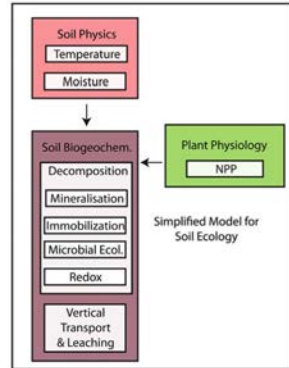 Soil Physics
Temperature
Moisture
Soil Biogeochem.
Decomposition
Mineralisation
Immobilization
Microbial Ecol.
Redox
Vertical
Transport
& Leaching
Plant Physiology
NPP
Simplified Model for
Soil Ecology